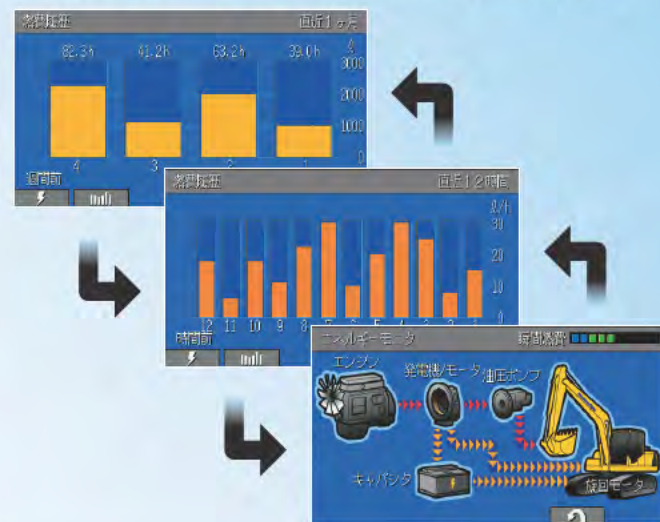 燃費履歴 直近1ヶ月
82.3h 41.2h 63.2h 39.0h ℓ
3000
2000
1000
0
4 3 2 1
週間前
燃費履歴 直近12時間
ℓ/h
30
20
10
0
12 11 10 9 8 7 6 5 4 3 2 1
時間前
エネルギーモニタ 瞬間燃費
エンジン 発電機/モータ 油圧ポンプ
キャパシタ 旋回モータ